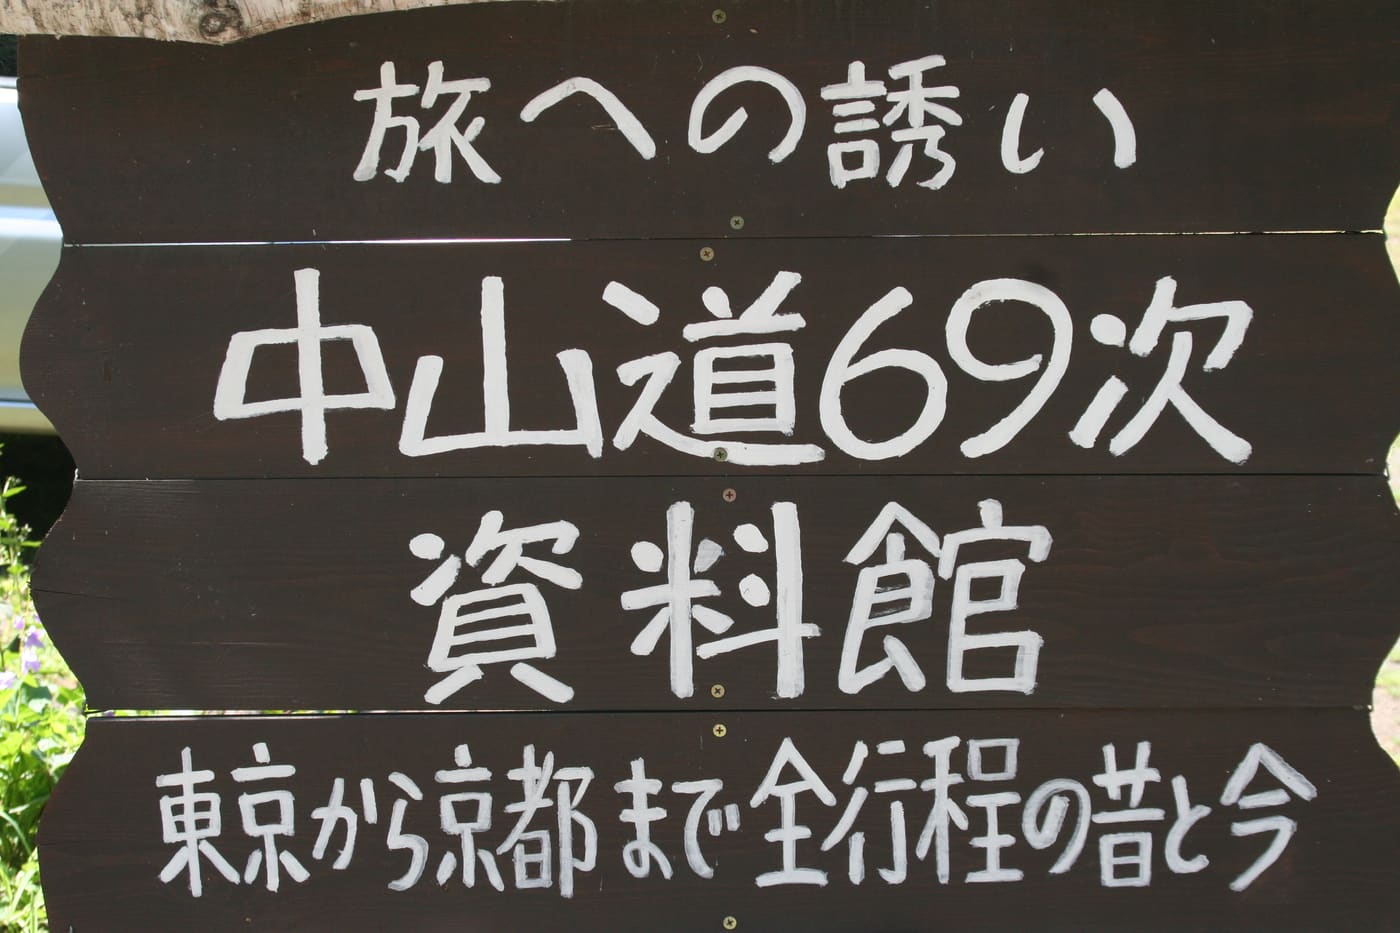 旅への誘い
中山道69次
資料館
東京から京都まで全行程の昔と今